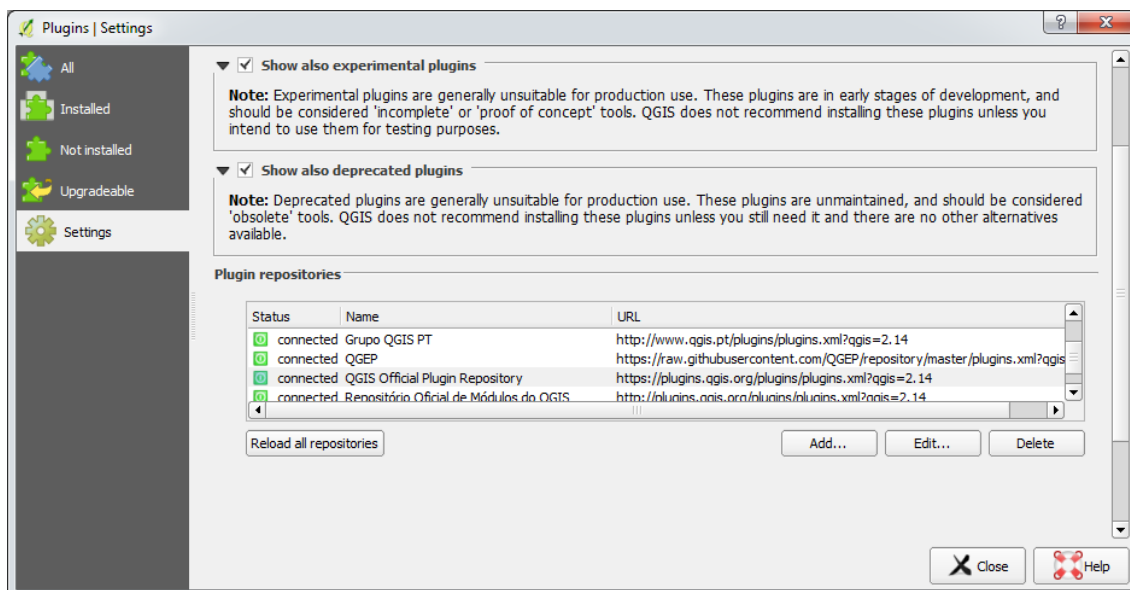 Plugins | Settings
All
Installed
Not installed
Upgradeable
Settings
Show also experimental plugins
Note: Experimental plugins are generally unsuitable for production use. These plugins are in early stages of development, and
should be considered 'incomplete' or 'proof of concept' tools. QGIS does not recommend installing these plugins unless you
intend to use them for testing purposes.
Show also deprecated plugins
Note: Deprecated plugins are generally unsuitable for production use. These plugins are unmaintained, and should be considered
'obsolete' tools. QGIS does not recommend installing these plugins unless you still need it and there are no other alternatives
available.
Plugin repositories
Status Name URL
connected Grupo QGIS PT http://www.qgis.pt/plugins/plugins.xml?qgis=2.14
connected QGEP https://raw.githubusercontent.com/QGEP/repository/master/plugins.xml?qgis
connected QGIS Official Plugin Repository https://plugins.qgis.org/plugins/plugins.xml?qgis=2.14
connected Repositório Oficial de Módulos do QGIS http://plugins.qgis.org/plugins/plugins.xml?qgis=2.14
Reload all repositories Add... Edit... Delete
Close Help